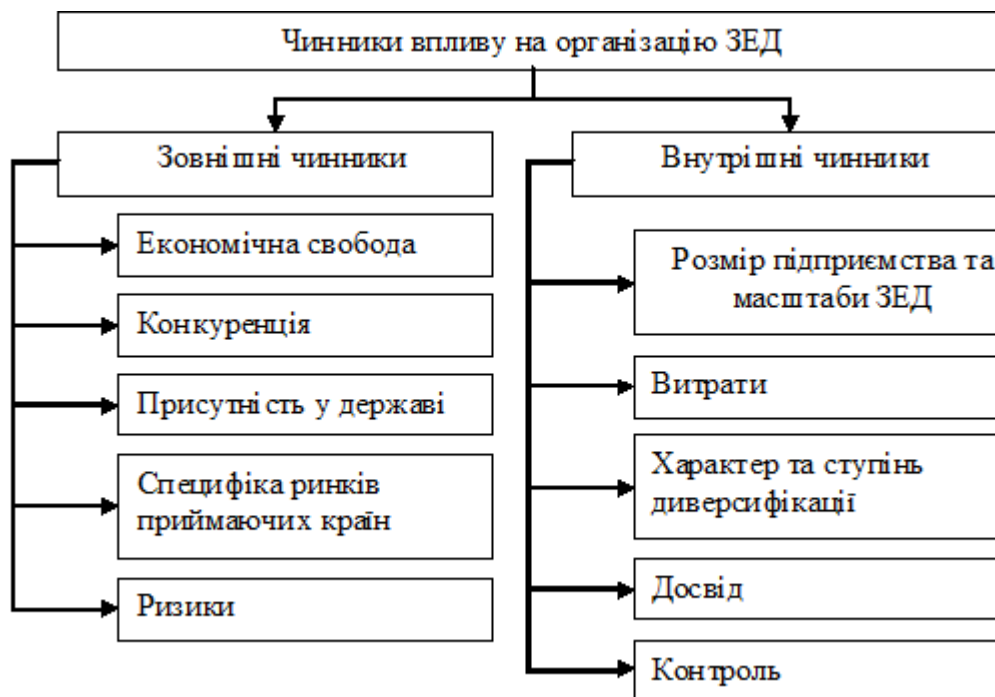 Чинники впливу на організацію ЗЕД
Зовнішні чинники
Економічна свобода
Конкуренція
Присутність у державі
Специфіка ринків
приймаючих країн
Ризики
Внутрішні чинники
Розмір підприємства та
масштаби ЗЕД
Витрати
Характер та ступінь
диверсифікації
Досвід
Контроль